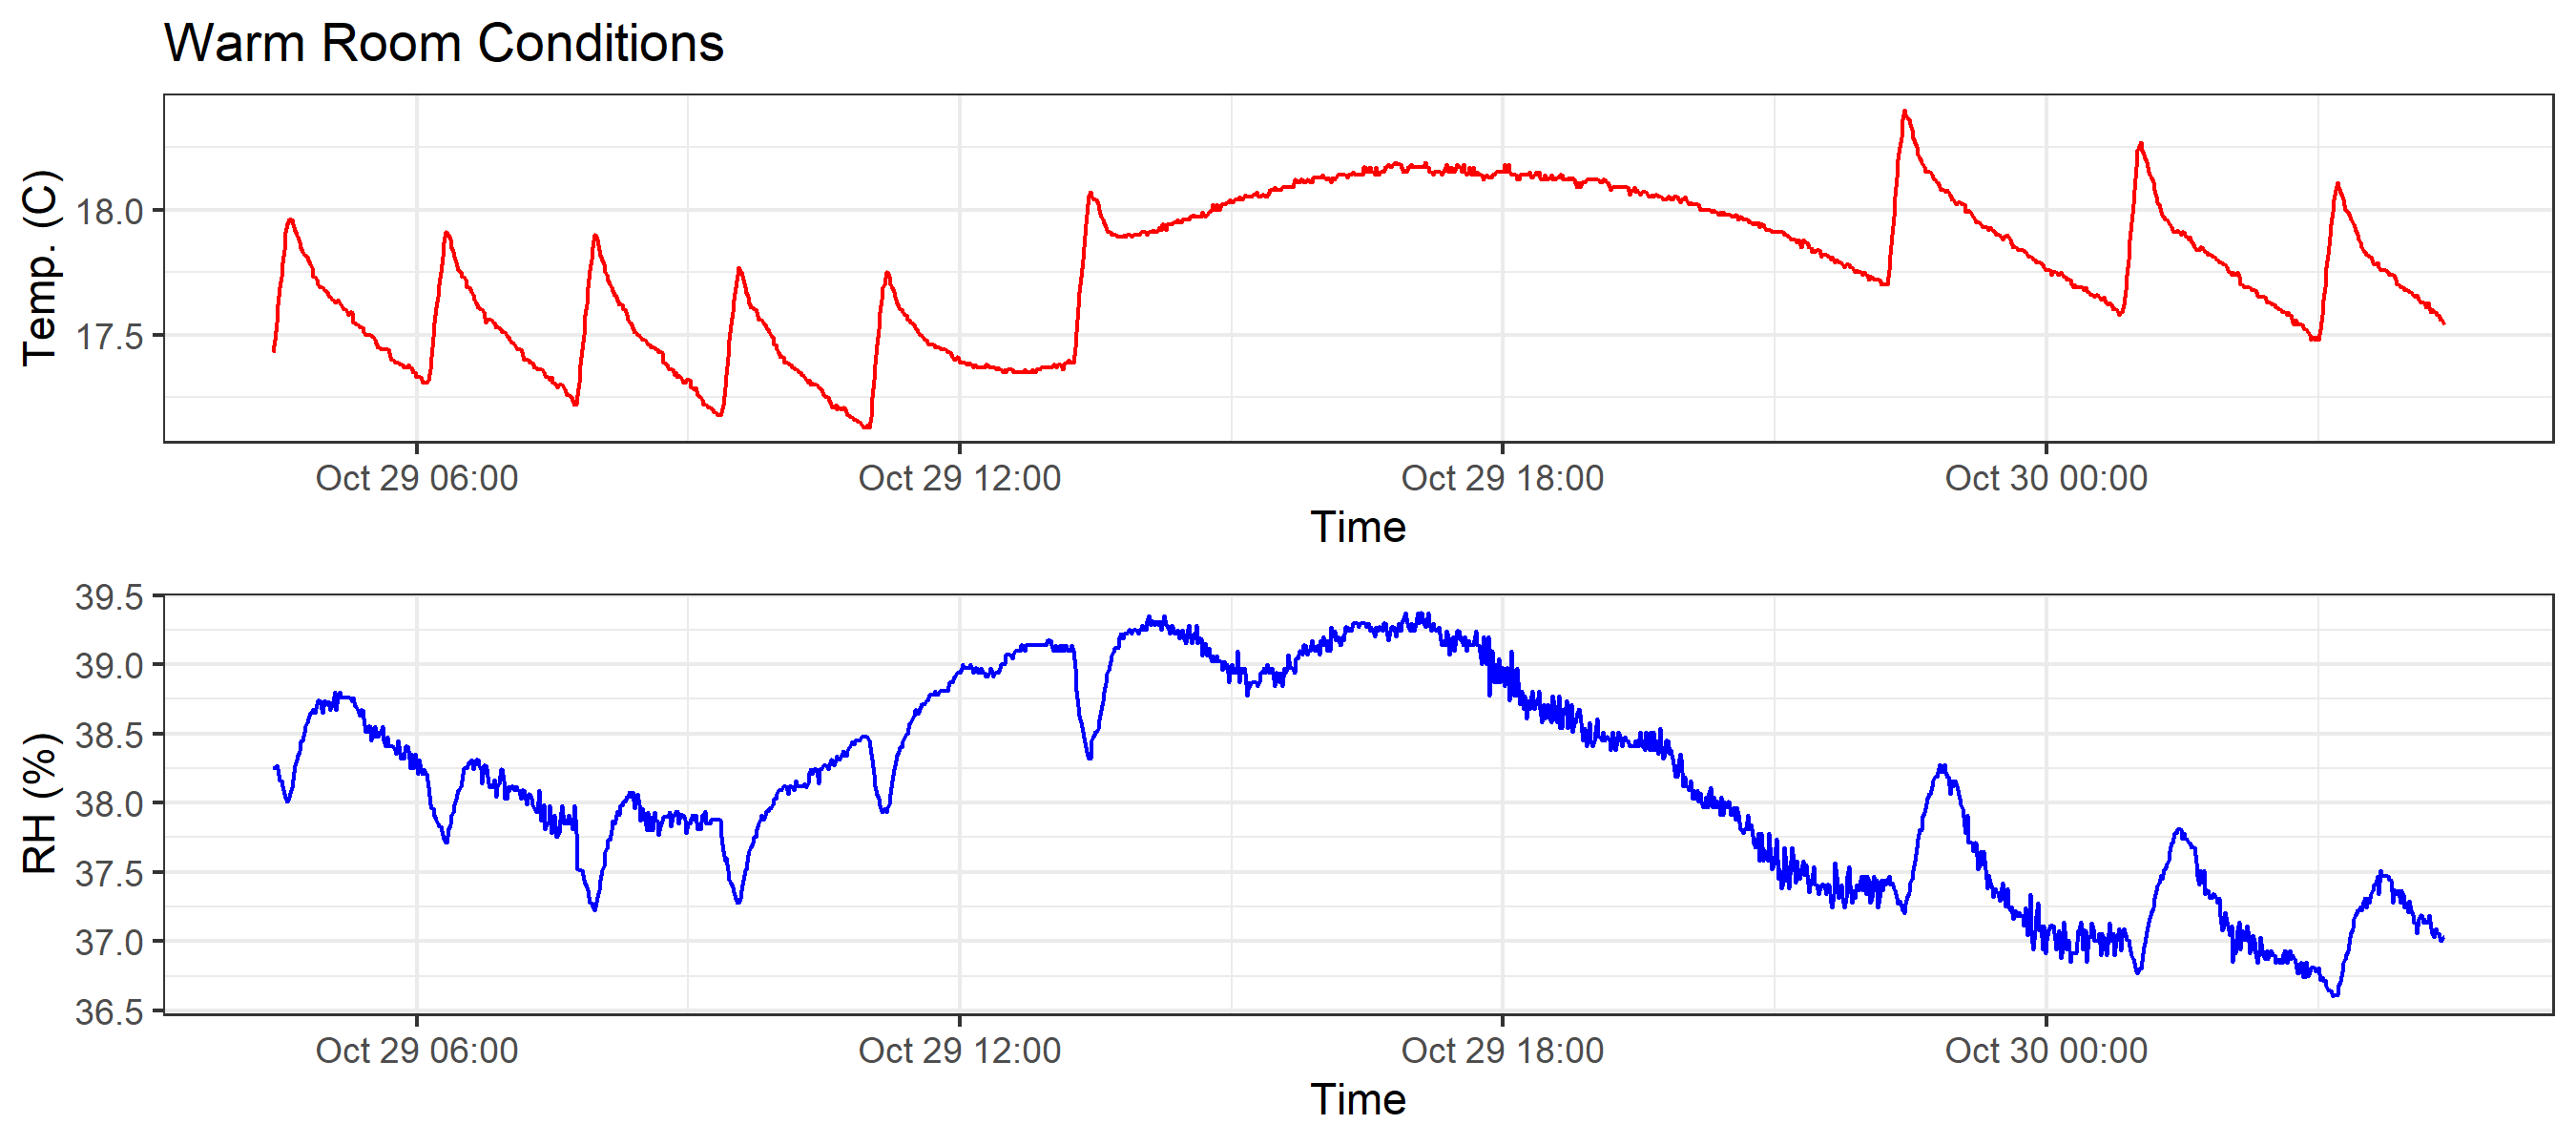 Warm Room Conditions
Temp. (C)
18.0
17.5
Oct 29 06:00 Oct 29 12:00 Oct 29 18:00 Oct 30 00:00
Time
RH (%)
39.5
39.0
38.5
38.0
37.5
37.0
36.5
Oct 29 06:00 Oct 29 12:00 Oct 29 18:00 Oct 30 00:00
Time